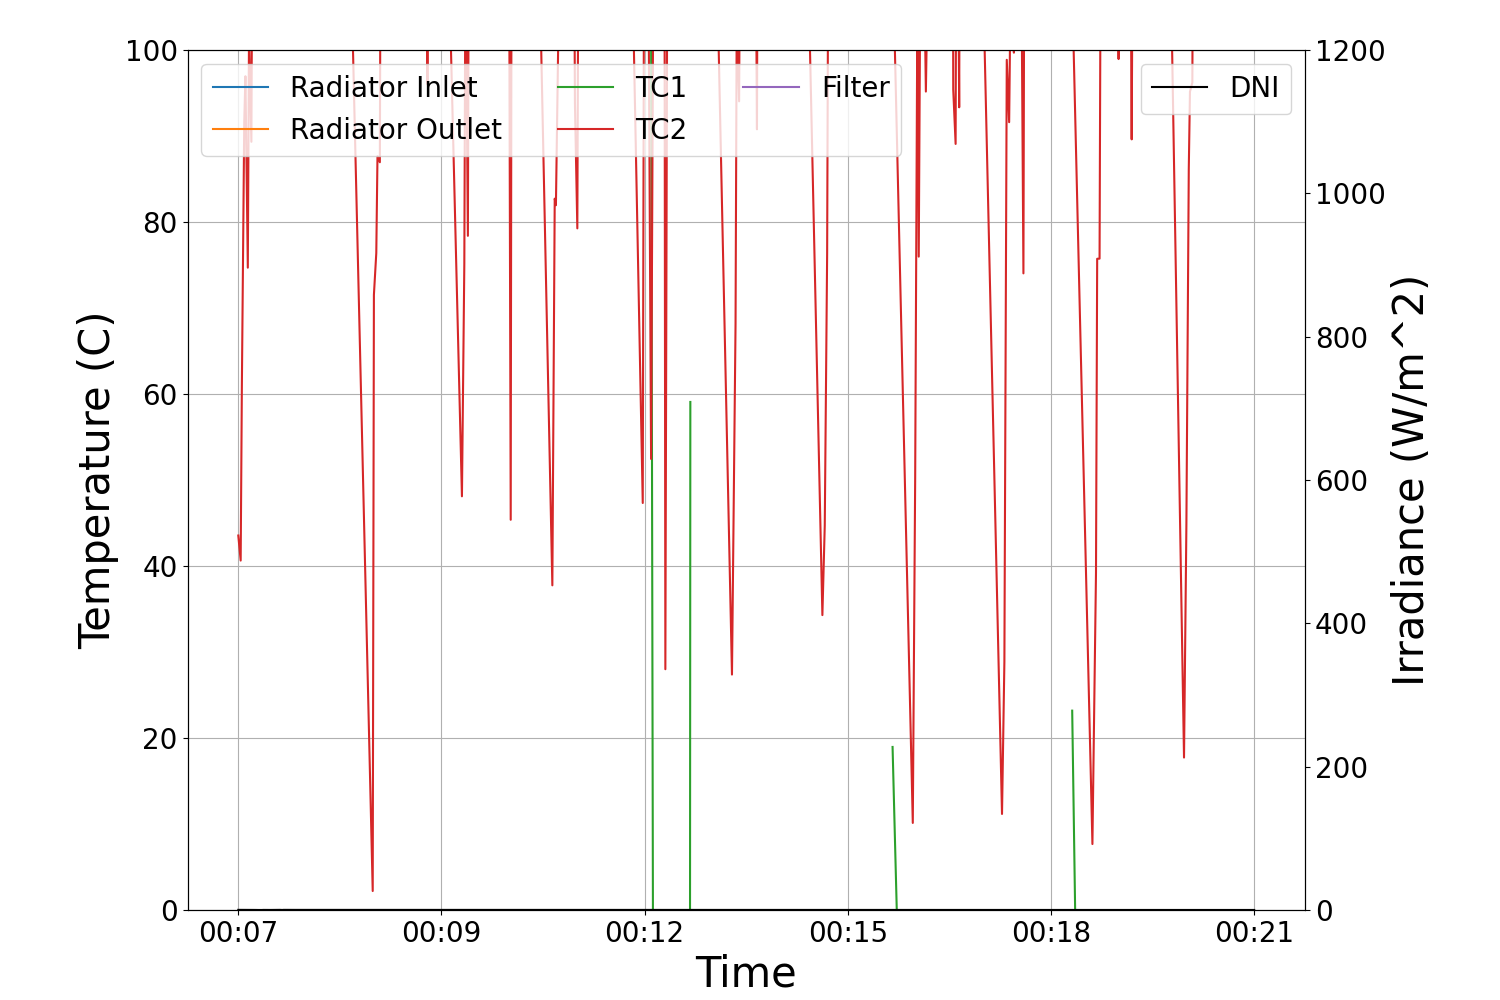 Radiator Inlet
Radiator Outlet
TC1
TC2
Filter
DNI
Temperature (C)
100
80
60
40
20
0
Irradiance (W/m^2)
1200
1000
800
600
400
200
0
00:07 00:09 00:12 00:15 00:18 00:21
Time